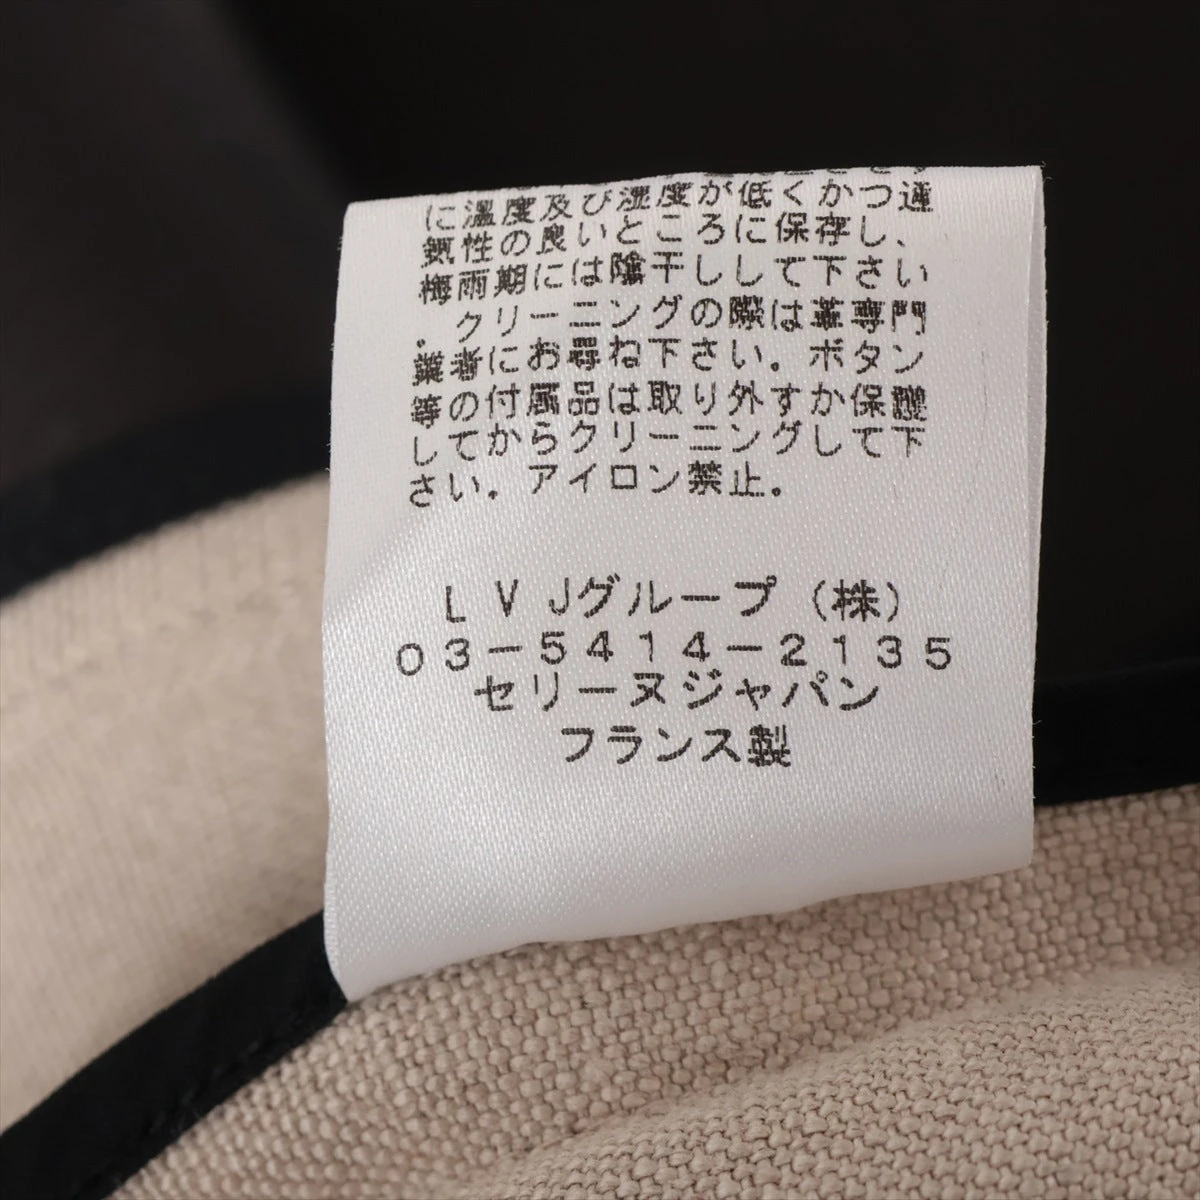 に温度及び湿度が低くかつ通
気性の良いところに保存し、
梅雨期には陰干しして下さい
。クリーニングの際は革専門
業者にお尋ね下さい。ボタン
等の付属品は取り外すか保護
してからクリーニングして下
さい。アイロン禁止。
ＬＶＪグループ（株）
０３－５４１４－２１３５
セリーヌジャパン
フランス製